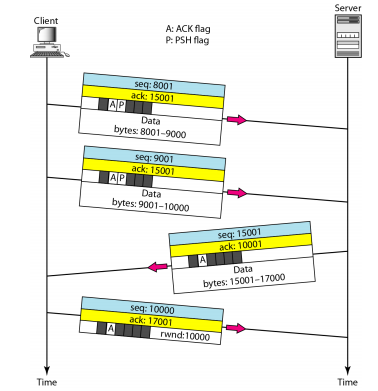 Client
Server
A: ACK flag
P: PSH flag
seq: 8001
ack: 15001
A P
Data
bytes: 8001–9000
seq: 9001
ack: 15001
A P
Data
bytes: 9001–10000
seq: 15001
ack: 10001
A
Data
bytes: 15001–17000
seq: 10000
ack: 17001
A
rwnd:10000
Time
Time